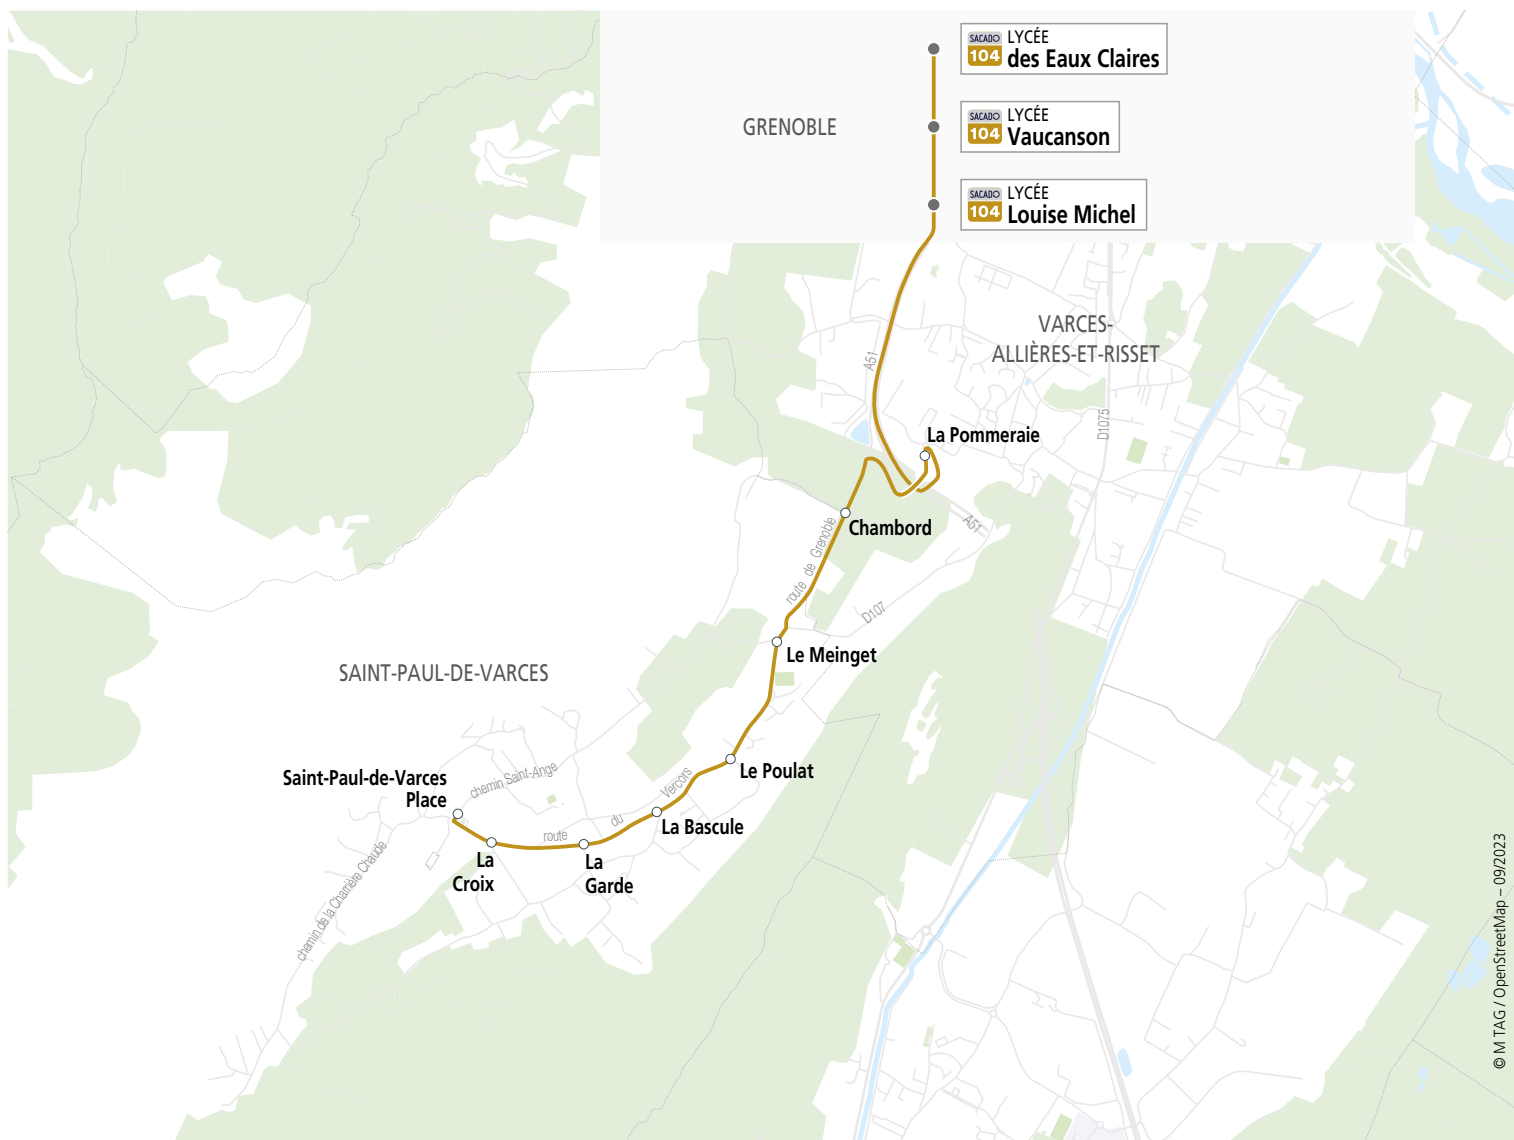 SACADO
104
LYCÉE
des Eaux Claires
GRENOBLE
SACADO
104
LYCÉE
Vaucanson
SACADO
104
LYCÉE
Louise Michel
VARCES-
ALLIÈRES-ET-RISSET
A51
D1075
La Pommeraie
Chambord
A51
route de Grenoble
D107
Le Meinget
SAINT-PAUL-DE-VARCES
Le Poulat
Saint-Paul-de-Varces
Place
chemin Saint-Ange
route du Vercors
La Bascule
La
Croix
La
Garde
chemin de la Charrière Chaude
© M TAG / OpenStreetMap – 09/2023